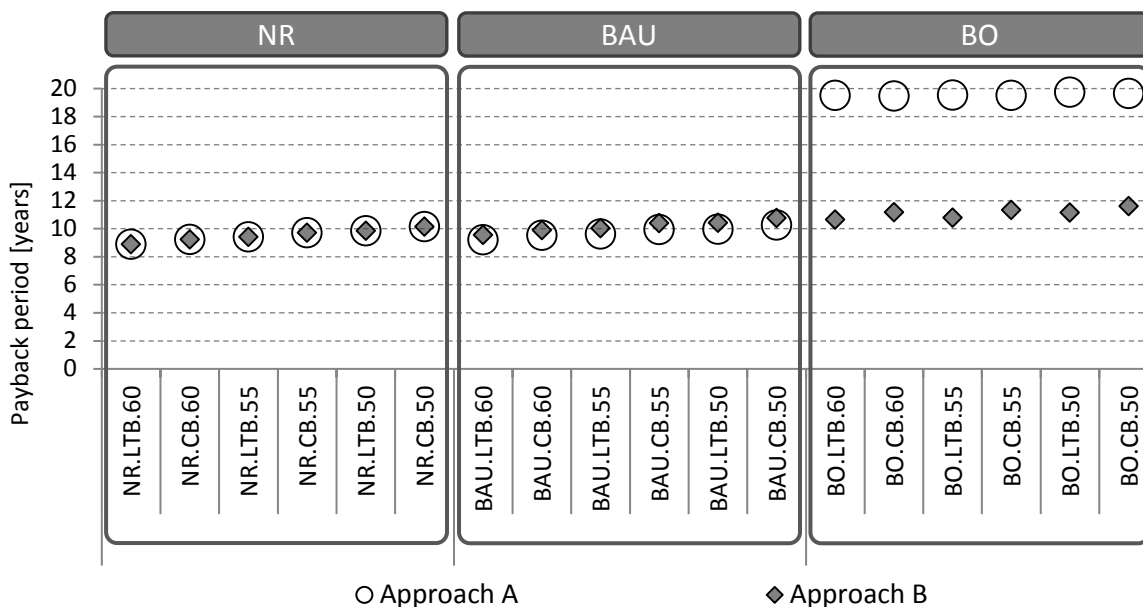 NR
BAU
BO
Payback period [years]
20
18
16
14
12
10
8
6
4
2
0
NR.LTB.60
NR.CB.60
NR.LTB.55
NR.CB.55
NR.LTB.50
NR.CB.50
BAU.LTB.60
BAU.CB.60
BAU.LTB.55
BAU.CB.55
BAU.LTB.50
BAU.CB.50
BO.LTB.60
BO.CB.60
BO.LTB.55
BO.CB.55
BO.LTB.50
BO.CB.50
Approach A
Approach B